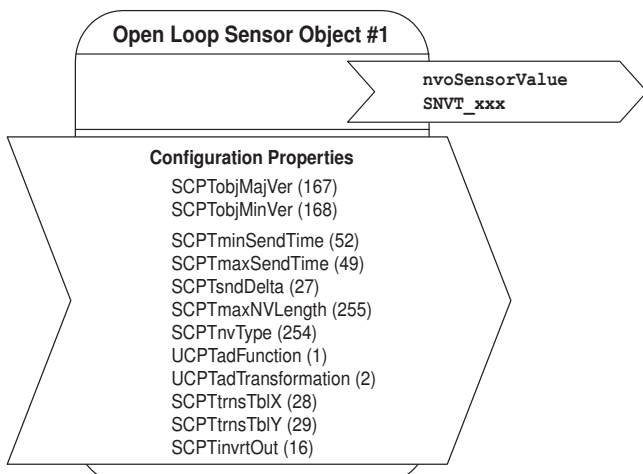 Open Loop Sensor Object #1
nvoSensorValue
SNVT_xxx
Configuration Properties
SCPTobjMajVer (167)
SCPTobjMinVer (168)
SCPTminSendTime (52)
SCPTmaxSendTime (49)
SCPTsndDelta (27)
SCPTmaxNVLength (255)
SCPTnvType (254)
UCPTadFunction (1)
UCPTadTransformation (2)
SCPTtrnsTblX (28)
SCPTtrnsTblY (29)
SCPTinvrtOut (16)